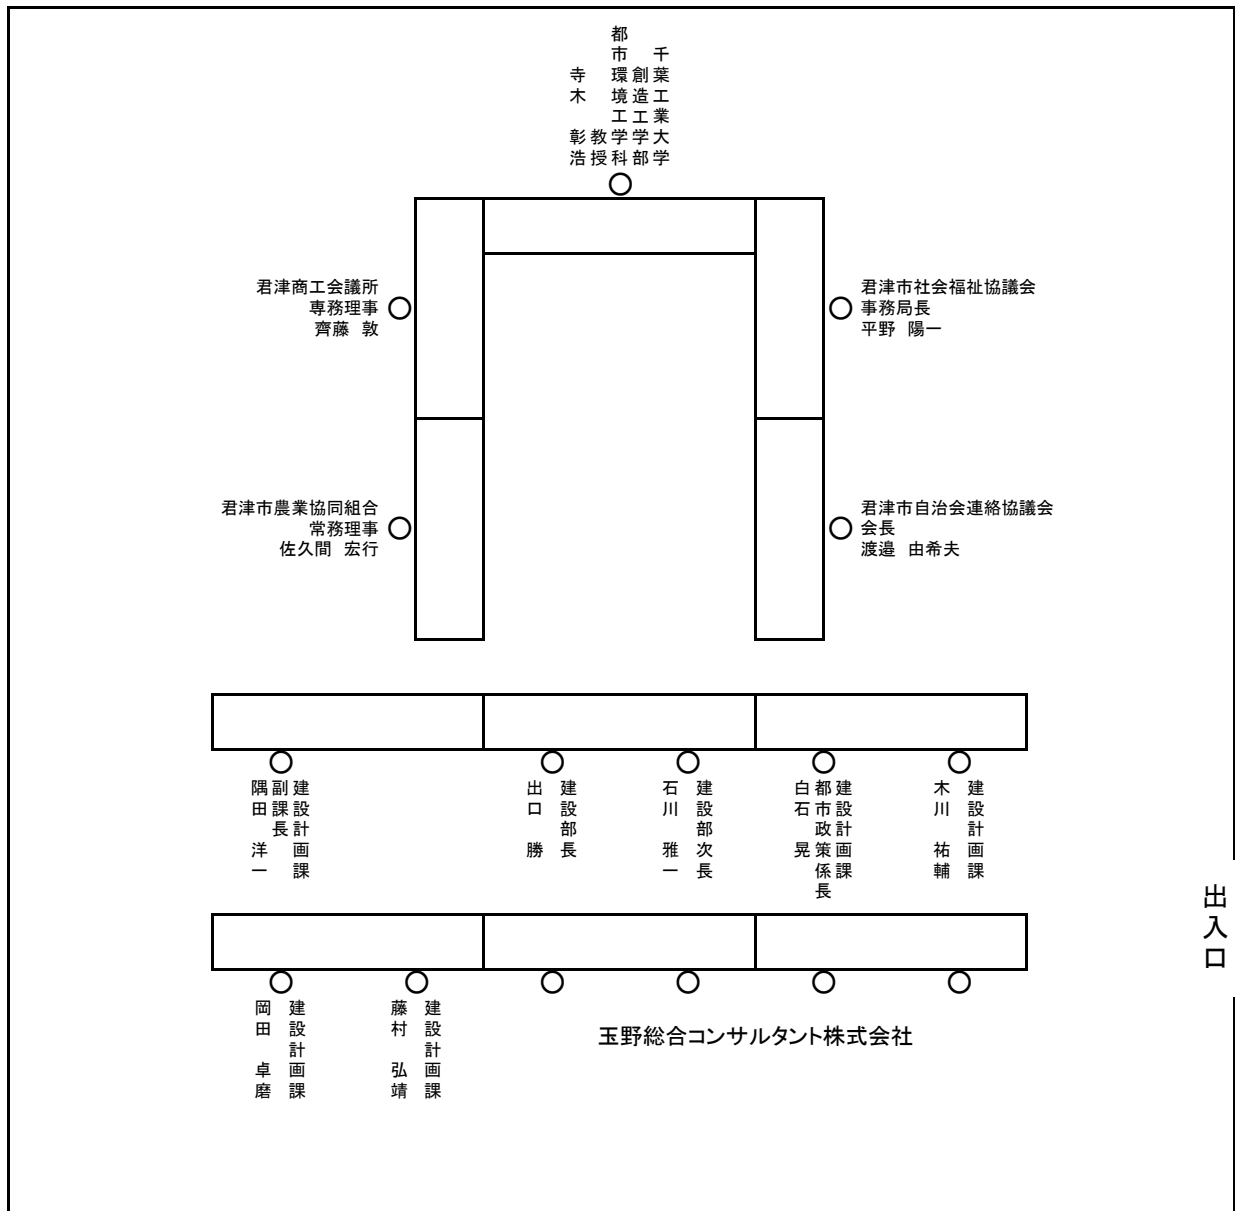 千葉工業大学
創造工学部
都市環境工学科
教授
寺木　彰浩
君津商工会議所
専務理事
齊藤　敦
君津市社会福祉協議会
事務局長
平野　陽一
君津市農業協同組合
常務理事
佐久間　宏行
君津市自治会連絡協議会
会長
渡邉　由希夫
建設計画課
副課長
隅田　洋一
建設部長
出口　勝
建設部次長
石川　雅一
建設計画課
都市政策係長
白石　晃
建設計画課
木川　祐輔
出入口
建設計画課
岡田　卓磨
建設計画課
藤村　弘靖
玉野総合コンサルタント株式会社